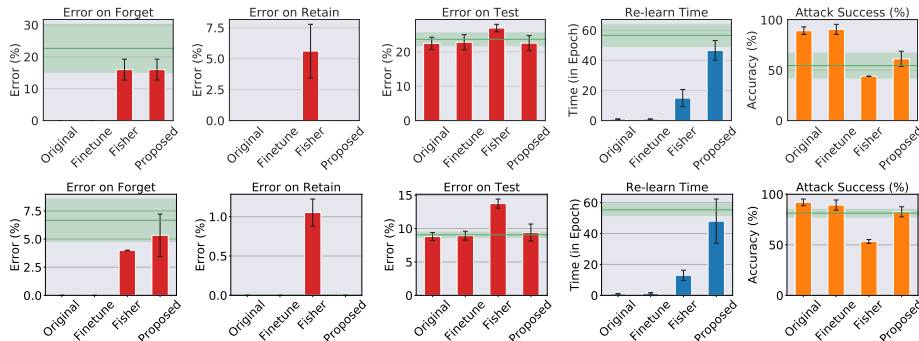 Error on Forget
Error (%)
30
20
10
0
Original
Finetune
Fisher
Proposed
Error on Retain
Error (%)
7.5
5.0
2.5
0.0
Original
Finetune
Fisher
Proposed
Error on Test
Error (%)
20
10
0
Original
Finetune
Fisher
Proposed
Re-learn Time
Time (in Epoch)
60
40
20
0
Original
Finetune
Fisher
Proposed
Attack Success (%)
Accuracy (%)
100
50
0
Original
Finetune
Fisher
Proposed
Error on Forget
Error (%)
7.5
5.0
2.5
0.0
Original
Finetune
Fisher
Proposed
Error on Retain
Error (%)
1.0
0.5
0.0
Original
Finetune
Fisher
Proposed
Error on Test
Error (%)
15
10
5
0
Original
Finetune
Fisher
Proposed
Re-learn Time
Time (in Epoch)
60
40
20
0
Original
Finetune
Fisher
Proposed
Attack Success (%)
Accuracy (%)
100
50
0
Original
Finetune
Fisher
Proposed